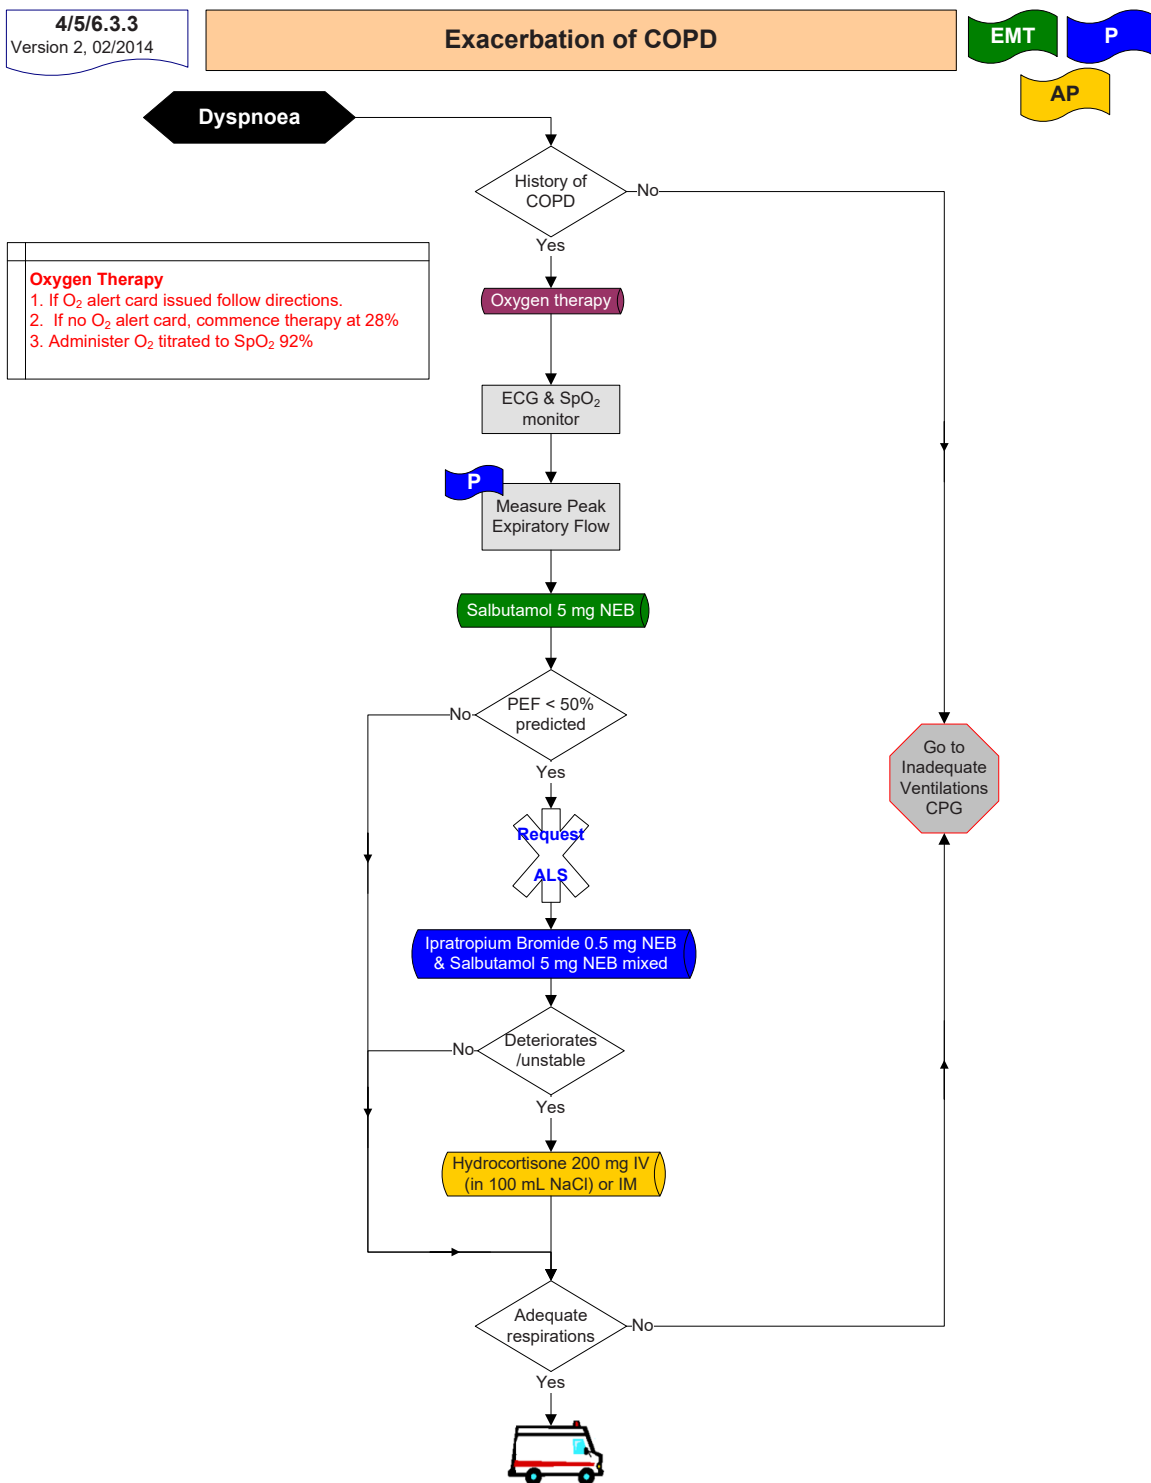 4/5/6.3.3
Version 2, 02/2014
Exacerbation of COPD
EMT
P
AP
Dyspnoea
History of
COPD
No
Yes
Oxygen Therapy
1. If O₂ alert card issued follow directions.
2. If no O₂ alert card, commence therapy at 28%
3. Administer O₂ titrated to SpO₂ 92%
Oxygen therapy
ECG & SpO₂
monitor
P
Measure Peak
Expiratory Flow
Salbutamol 5 mg NEB
PEF < 50%
predicted
No
Yes
Go to
Inadequate
Ventilations
CPG
Request
ALS
Ipratropium Bromide 0.5 mg NEB
& Salbutamol 5 mg NEB mixed
Deteriorates
/unstable
No
Yes
Hydrocortisone 200 mg IV
(in 100 mL NaCl) or IM
Adequate
respirations
No
Yes